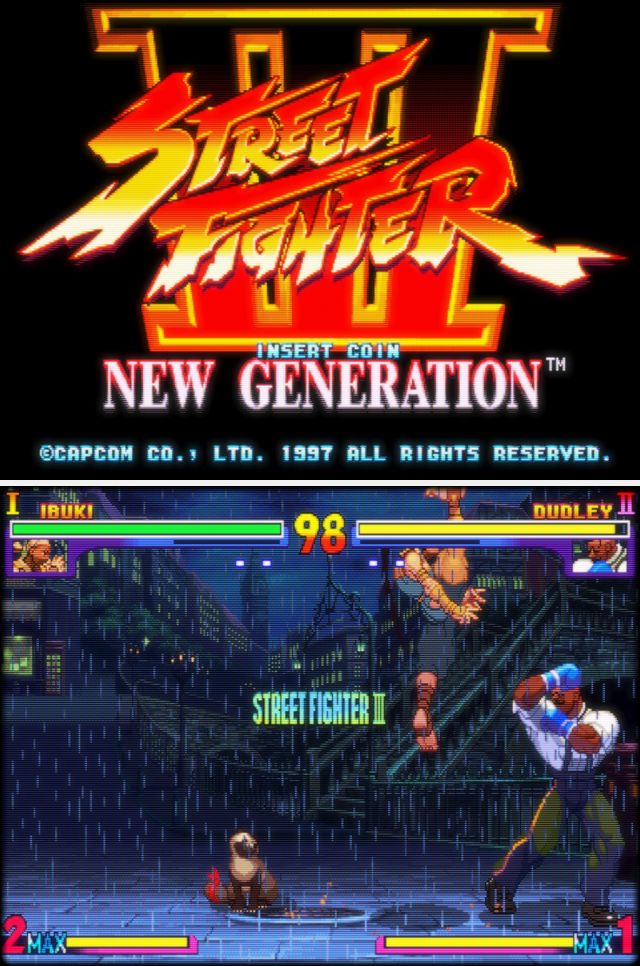 III
STREET
FIGHTER
INSERT COIN
NEW GENERATION™
©CAPCOM CO., LTD. 1997 ALL RIGHTS RESERVED.
I IBUKI DUDLEY II
98
STREET FIGHTER III
2 MAX MAX 1